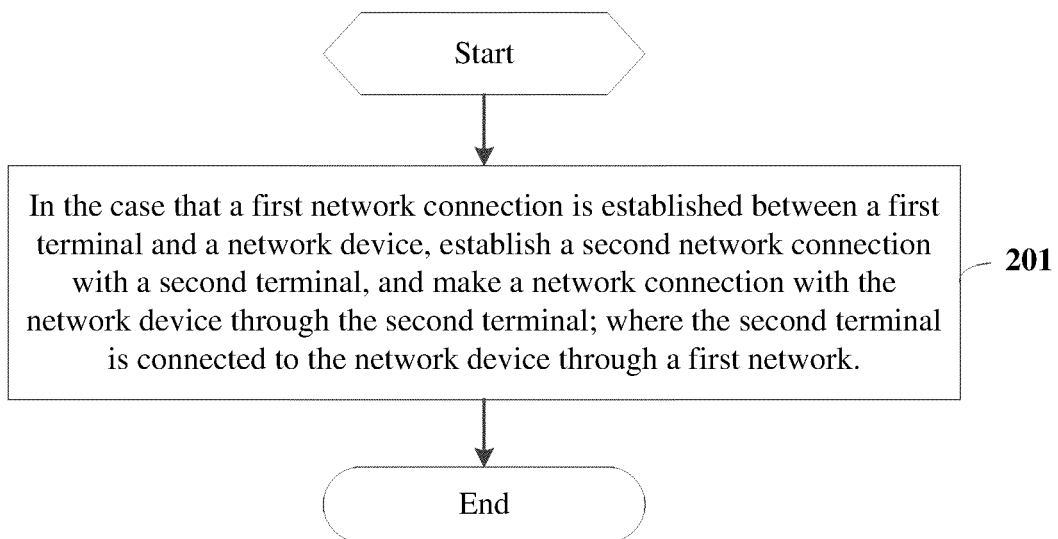 Start
In the case that a first network connection is established between a first
terminal and a network device, establish a second network connection
with a second terminal, and make a network connection with the
network device through the second terminal; where the second terminal
is connected to the network device through a first network.
201
End